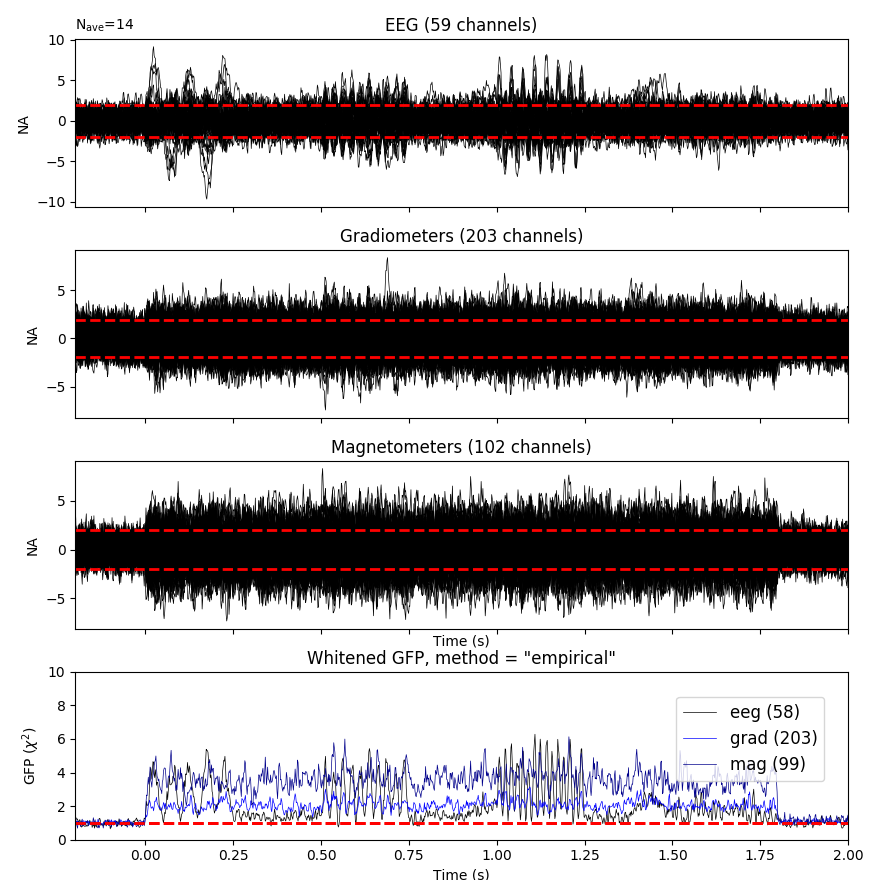 N_ave=14
EEG (59 channels)
10
5
0
−5
−10
NA
Gradiometers (203 channels)
5
0
−5
NA
Magnetometers (102 channels)
5
0
−5
NA
Time (s)
Whitened GFP, method = "empirical"
10
8
6
4
2
0
GFP (χ²)
eeg (58)
grad (203)
mag (99)
0.00 0.25 0.50 0.75 1.00 1.25 1.50 1.75 2.00
Time (s)